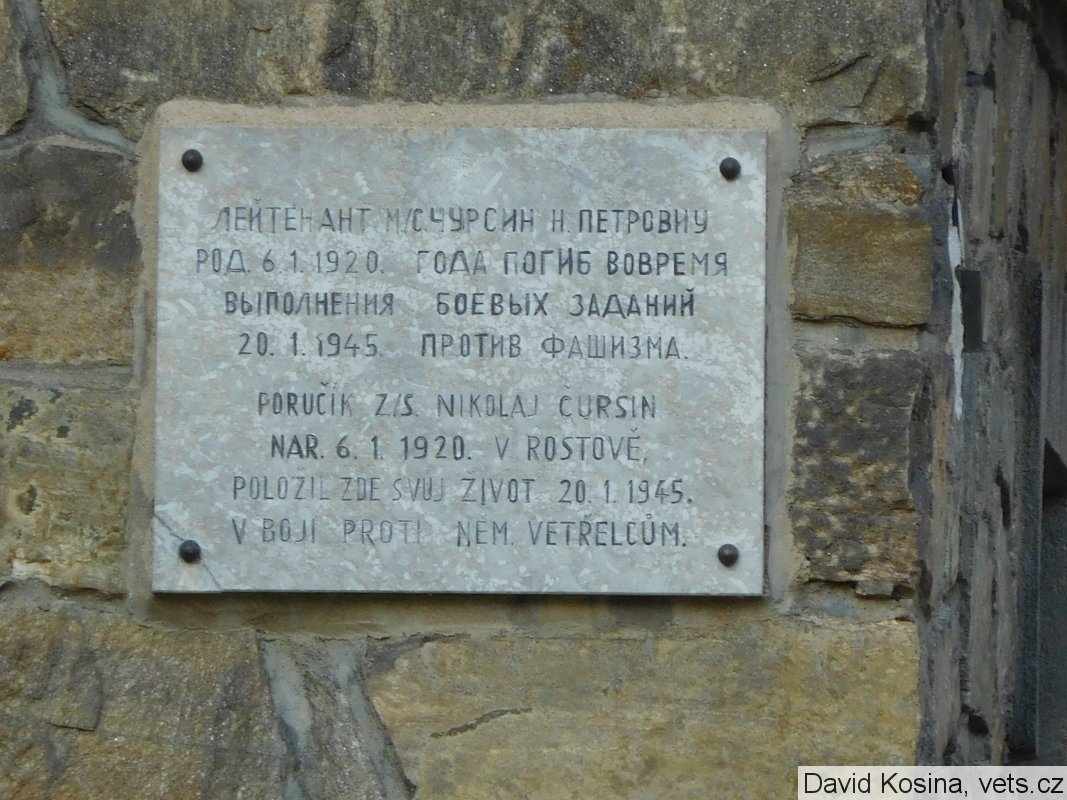 ЛЕЙТЕНАНТ М/С ЧУРСИН Н. ПЕТРОВИЧ
РОД. 6.1.1920. ГОДА ПОГИБ ВОВРЕМЯ
ВЫПОЛНЕНИЯ БОЕВЫХ ЗАДАНИЙ
20.1.1945. ПРОТИВ ФАШИЗМА.
PORUČÍK Z/S. NIKOLAJ ČURSIN
NAR. 6.1.1920. V ROSTOVĚ,
POLOŽIL ZDE SVUJ ŽIVOT 20.1.1945.
V BOJI PROTI NĚM. VETŘELCŮM.
David Kosina, vets.cz